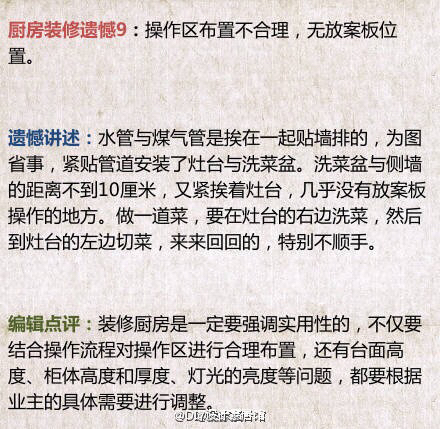 厨房装修遗憾9：操作区布置不合理，无放案板位
置。
遗憾讲述：水管与煤气管是挨在一起贴墙排的，为图
省事，紧贴管道安装了灶台与洗菜盆。洗菜盆与侧墙
的距离不到10厘米，又紧挨着灶台，几乎没有放案板
操作的地方。做一道菜，要在灶台的右边洗菜，然后
到灶台的左边切菜，来来回回的，特别不顺手。
编辑点评：装修厨房是一定要强调实用性的，不仅要
结合操作流程对操作区进行合理布置，还有台面高
度、柜体高度和厚度、灯光的亮度等问题，都要根据
业主的具体需要进行调整。